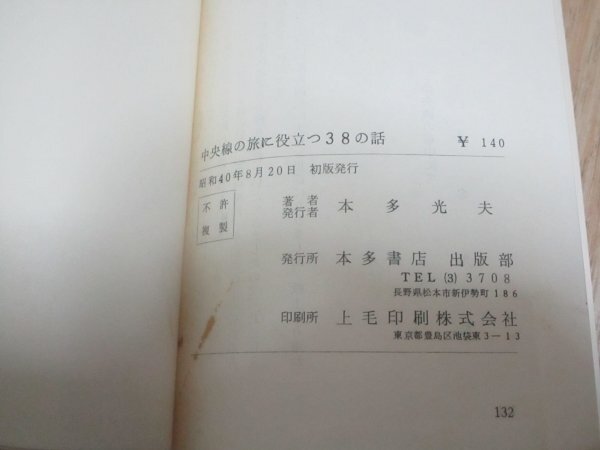 中央線の旅に役立つ38の話　¥ 140
昭和40年8月20日　初版発行
不許
複製
著者
発行者　本多光夫
発行所　本多書店 出版部
TEL (3) 3708
長野県松本市新伊勢町186
印刷所　上毛印刷株式会社
東京都豊島区池袋東3―13
132